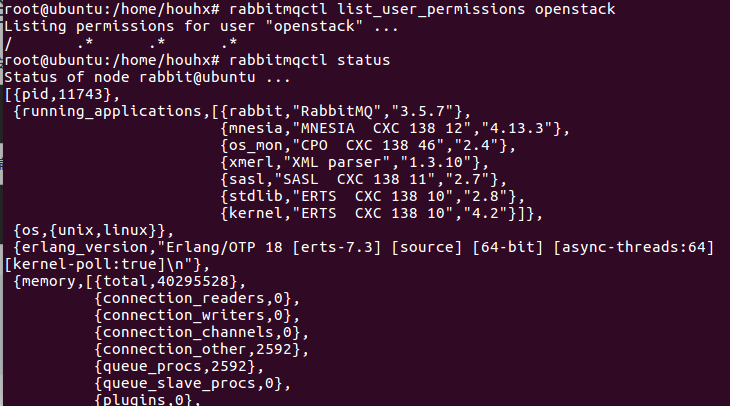 root@ubuntu:/home/houhx# rabbitmqctl list_user_permissions openstack
Listing permissions for user "openstack" ...
/       .*      .*      .*
root@ubuntu:/home/houhx# rabbitmqctl status
Status of node rabbit@ubuntu ...
[{pid,11743},
 {running_applications,[{rabbit,"RabbitMQ","3.5.7"},
                        {mnesia,"MNESIA  CXC 138 12","4.13.3"},
                        {os_mon,"CPO  CXC 138 46","2.4"},
                        {xmerl,"XML parser","1.3.10"},
                        {sasl,"SASL  CXC 138 11","2.7"},
                        {stdlib,"ERTS  CXC 138 10","2.8"},
                        {kernel,"ERTS  CXC 138 10","4.2"}]},
 {os,{unix,linux}},
 {erlang_version,"Erlang/OTP 18 [erts-7.3] [source] [64-bit] [async-threads:64]
[kernel-poll:true]\n"},
 {memory,[{total,40295528},
          {connection_readers,0},
          {connection_writers,0},
          {connection_channels,0},
          {connection_other,2592},
          {queue_procs,2592},
          {queue_slave_procs,0},
          {plugins,0},